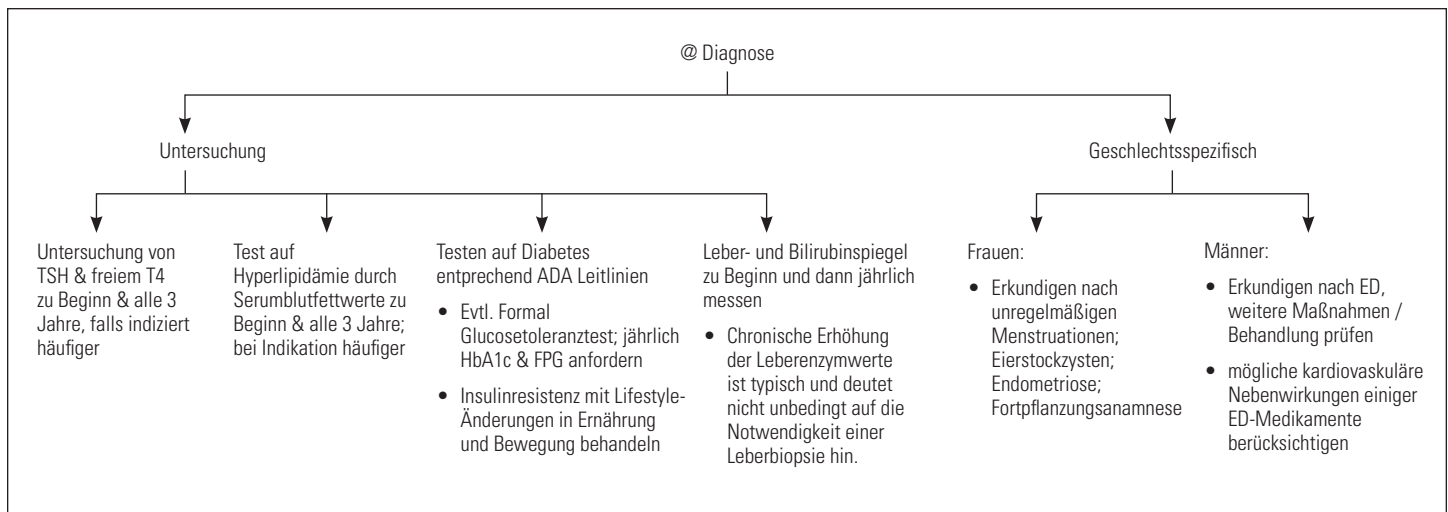 @ Diagnose
Untersuchung
Geschlechtsspezifisch
Untersuchung von
TSH & freiem T4
zu Beginn & alle 3
Jahre, falls indiziert
häufiger
Test auf
Hyperlipidämie durch
Serumblutfettwerte zu
Beginn & alle 3 Jahre;
bei Indikation häufiger
Testen auf Diabetes
entprechend ADA Leitlinien
• Evtl. Formal
Glucosetoleranztest; jährlich
HbA1c & FPG anfordern
• Insulinresistenz mit Lifestyle-
Änderungen in Ernährung
und Bewegung behandeln
Leber- und Bilirubinspiegel
zu Beginn und dann jährlich
messen
• Chronische Erhöhung
der Leberenzymwerte
ist typisch und deutet
nicht unbedingt auf die
Notwendigkeit einer
Leberbiopsie hin.
Frauen:
• Erkundigen nach
unregelmäßigen
Menstruationen;
Eierstockzysten;
Endometriose;
Fortpflanzungsanamnese
Männer:
• Erkundigen nach ED,
weitere Maßnahmen /
Behandlung prüfen
• mögliche kardiovaskuläre
Nebenwirkungen einiger
ED-Medikamente
berücksichtigen